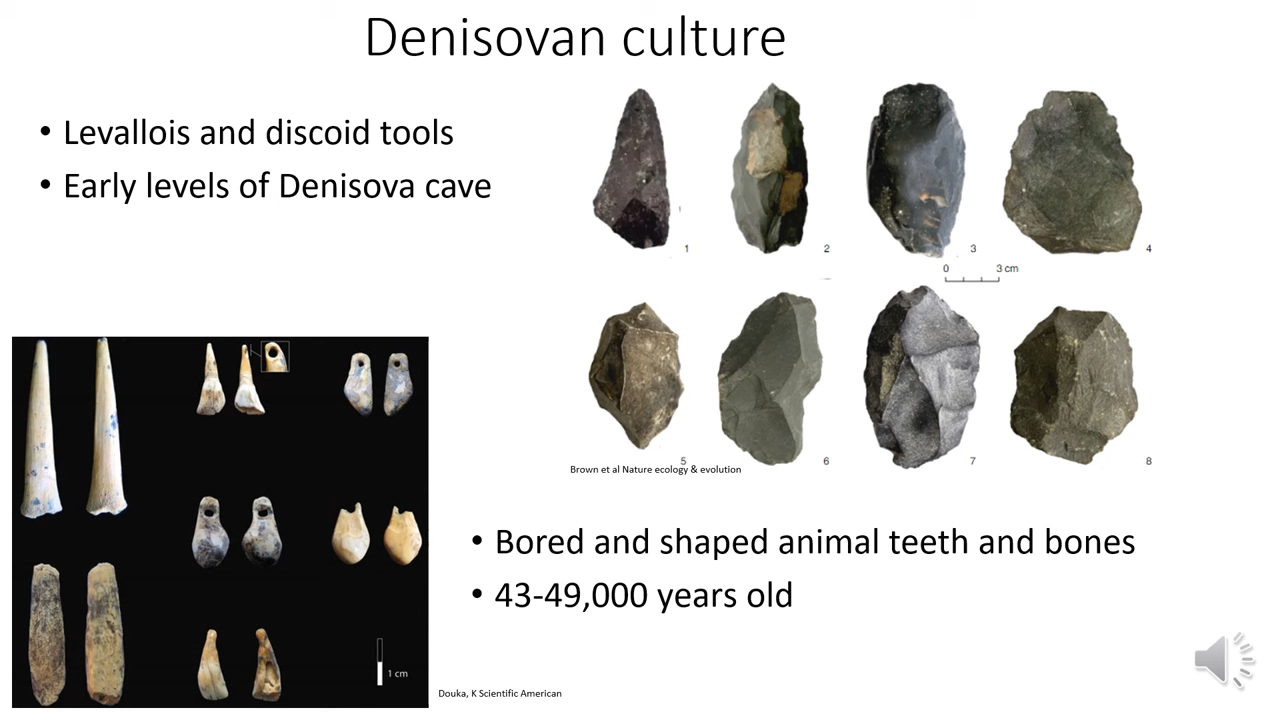 Denisovan culture
• Levallois and discoid tools
• Early levels of Denisova cave
1
2
3
4
0 3 cm
5
6
7
8
Brown et al Nature ecology & evolution
• Bored and shaped animal teeth and bones
• 43-49,000 years old
1 cm
Douka, K Scientific American